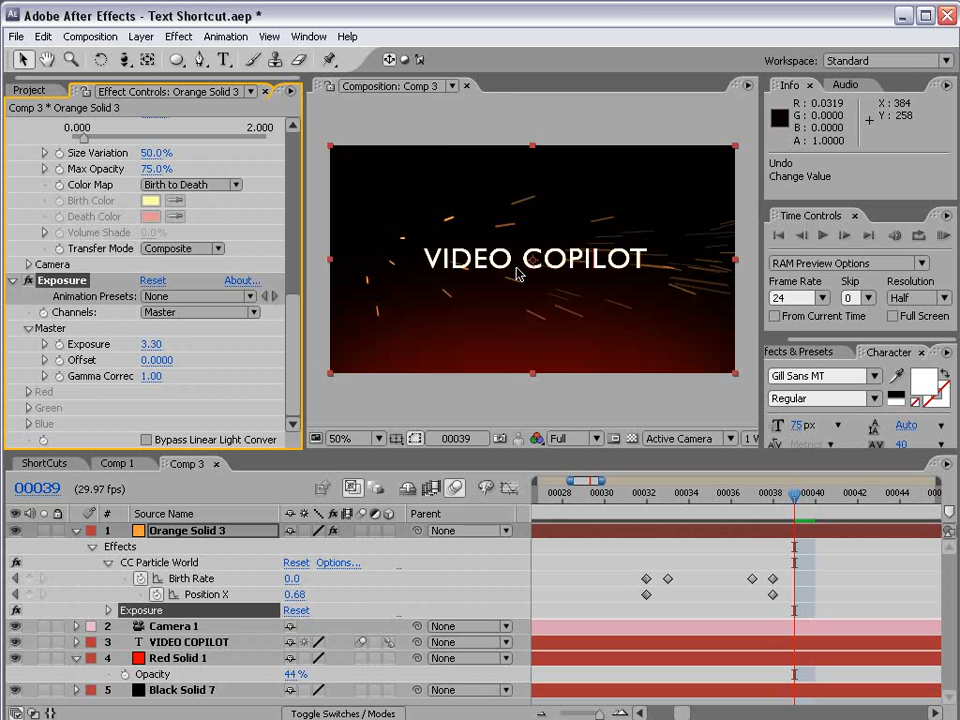 Adobe After Effects - Text Shortcut.aep *
File Edit Composition Layer Effect Animation View Window Help
Workspace: Standard
Project Effect Controls: Orange Solid 3
Comp 3 * Orange Solid 3
0.000 2.000
Size Variation 50.0%
Max Opacity 75.0%
Color Map Birth to Death
Birth Color
Death Color
Volume Shade 0.0%
Transfer Mode Composite
Camera
Exposure Reset About...
Animation Presets: None
Channels: Master
Master
Exposure 3.30
Offset 0.0000
Gamma Correc 1.00
Red
Green
Blue
Bypass Linear Light Conver
Composition: Comp 3
VIDEO COPILOT
50% 00039 Full Active Camera 1 V
Info Audio
R : 0.0319 X : 384
G : 0.0000 Y : 258
B : 0.0000
A : 1.0000
Undo
Change Value
Time Controls
RAM Preview Options
Frame Rate Skip Resolution
24 0 Half
From Current Time Full Screen
ffects & Presets Character
Gill Sans MT
Regular
75 px Auto
Metrics AV 40
ShortCuts Comp 1 Comp 3
00039 (29.97 fps)
00028 00030 00032 00034 00036 00038 00040 00042 00044 000
# Source Name Parent
1 Orange Solid 3 None
Effects
CC Particle World Reset Options...
Birth Rate 0.0
Position X 0.68
Exposure Reset
2 Camera 1 None
3 T VIDEO COPILOT None
4 Red Solid 1 None
Opacity 44%
5 Black Solid 7 None
Toggle Switches / Modes